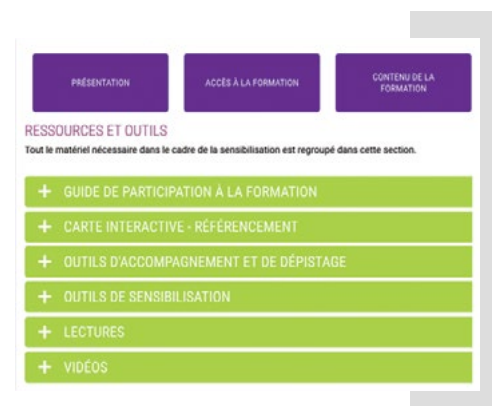 PRÉSENTATION
ACCÈS À LA FORMATION
CONTENU DE LA
FORMATION
RESSOURCES ET OUTILS
Tout le matériel nécessaire dans le cadre de la sensibilisation est regroupé dans cette section.
+ GUIDE DE PARTICIPATION À LA FORMATION
+ CARTE INTERACTIVE - RÉFÉRENCEMENT
+ OUTILS D'ACCOMPAGNEMENT ET DE DÉPISTAGE
+ OUTILS DE SENSIBILISATION
+ LECTURES
+ VIDÉOS